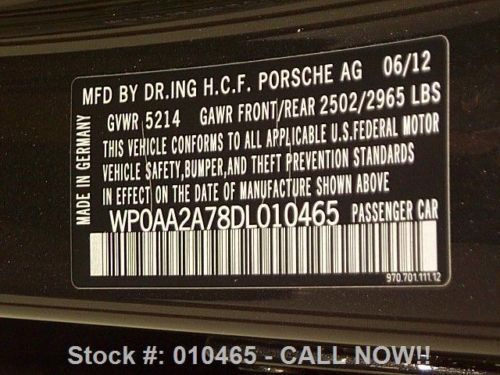 MFD BY DR.ING H.C.F. PORSCHE AG 06/12
GVWR 5214 GAWR FRONT/REAR 2502/2965 LBS
THIS VEHICLE CONFORMS TO ALL APPLICABLE U.S.FEDERAL MOTOR
VEHICLE SAFETY,BUMPER,AND THEFT PREVENTION STANDARDS
IN EFFECT ON THE DATE OF MANUFACTURE SHOWN ABOVE
WP0AA2A78DL010465 PASSENGER CAR
MADE IN GERMANY
970.701.111.12
Stock #: 010465 - CALL NOW!!